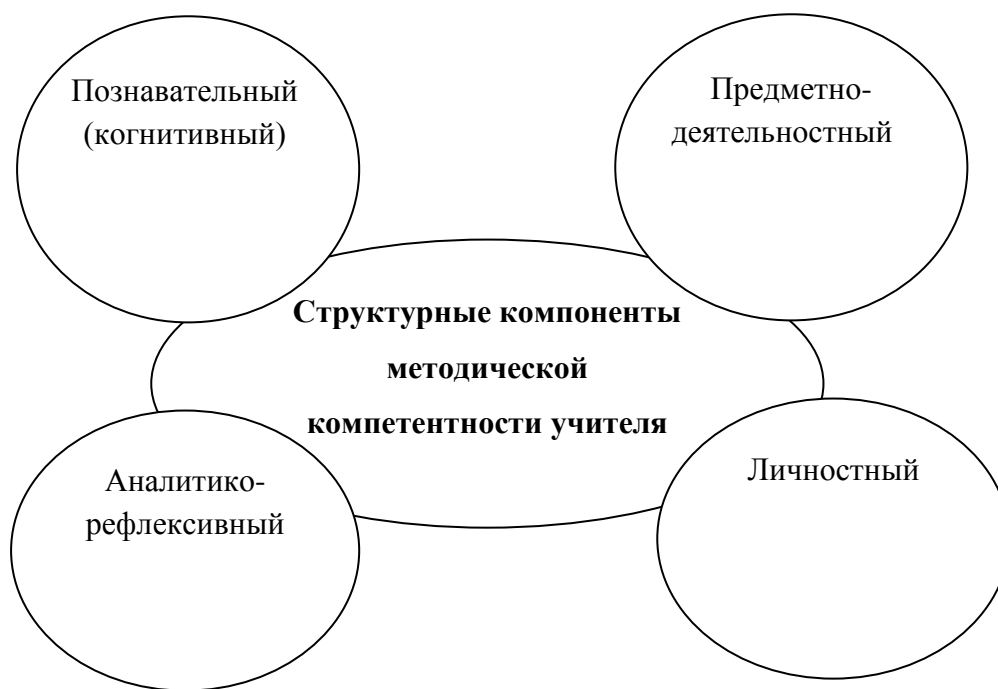 Познавательный
(когнитивный)
Предметно-
деятельностный
Структурные компоненты
методической
компетентности учителя
Аналитико-
рефлексивный
Личностный